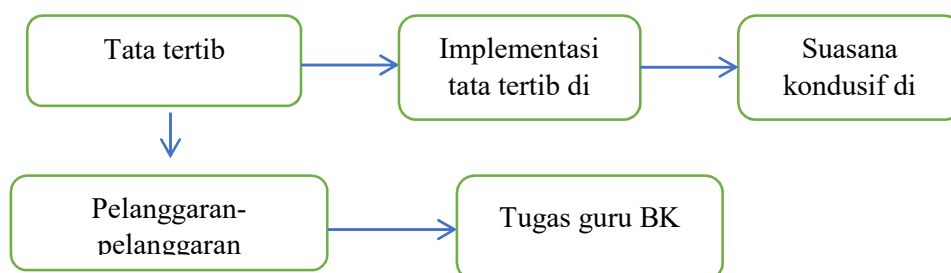 Tata tertib
Implementasi
tata tertib di
Suasana
kondusif di
Pelanggaran-
pelanggaran
Tugas guru BK